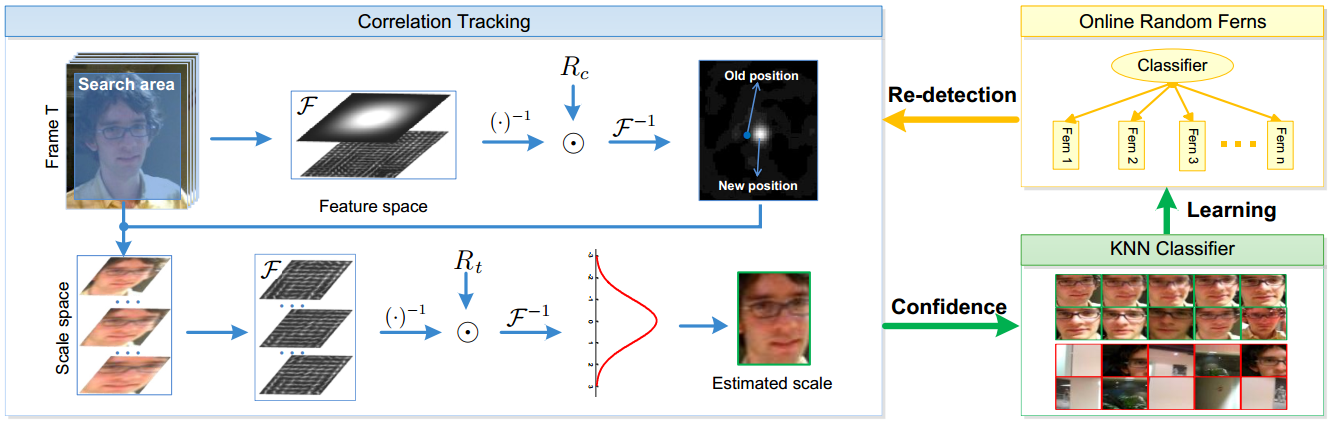 Correlation Tracking
Online Random Ferns
Search area
Frame T
Feature space
Scale space
𝓕
(·)⁻¹
R_c
⊙
𝓕⁻¹
Old position
New position
𝓕
(·)⁻¹
R_t
⊙
𝓕⁻¹
Estimated scale
Re-detection
Confidence
Classifier
Fern 1
Fern 2
Fern 3
Fern n
Learning
KNN Classifier